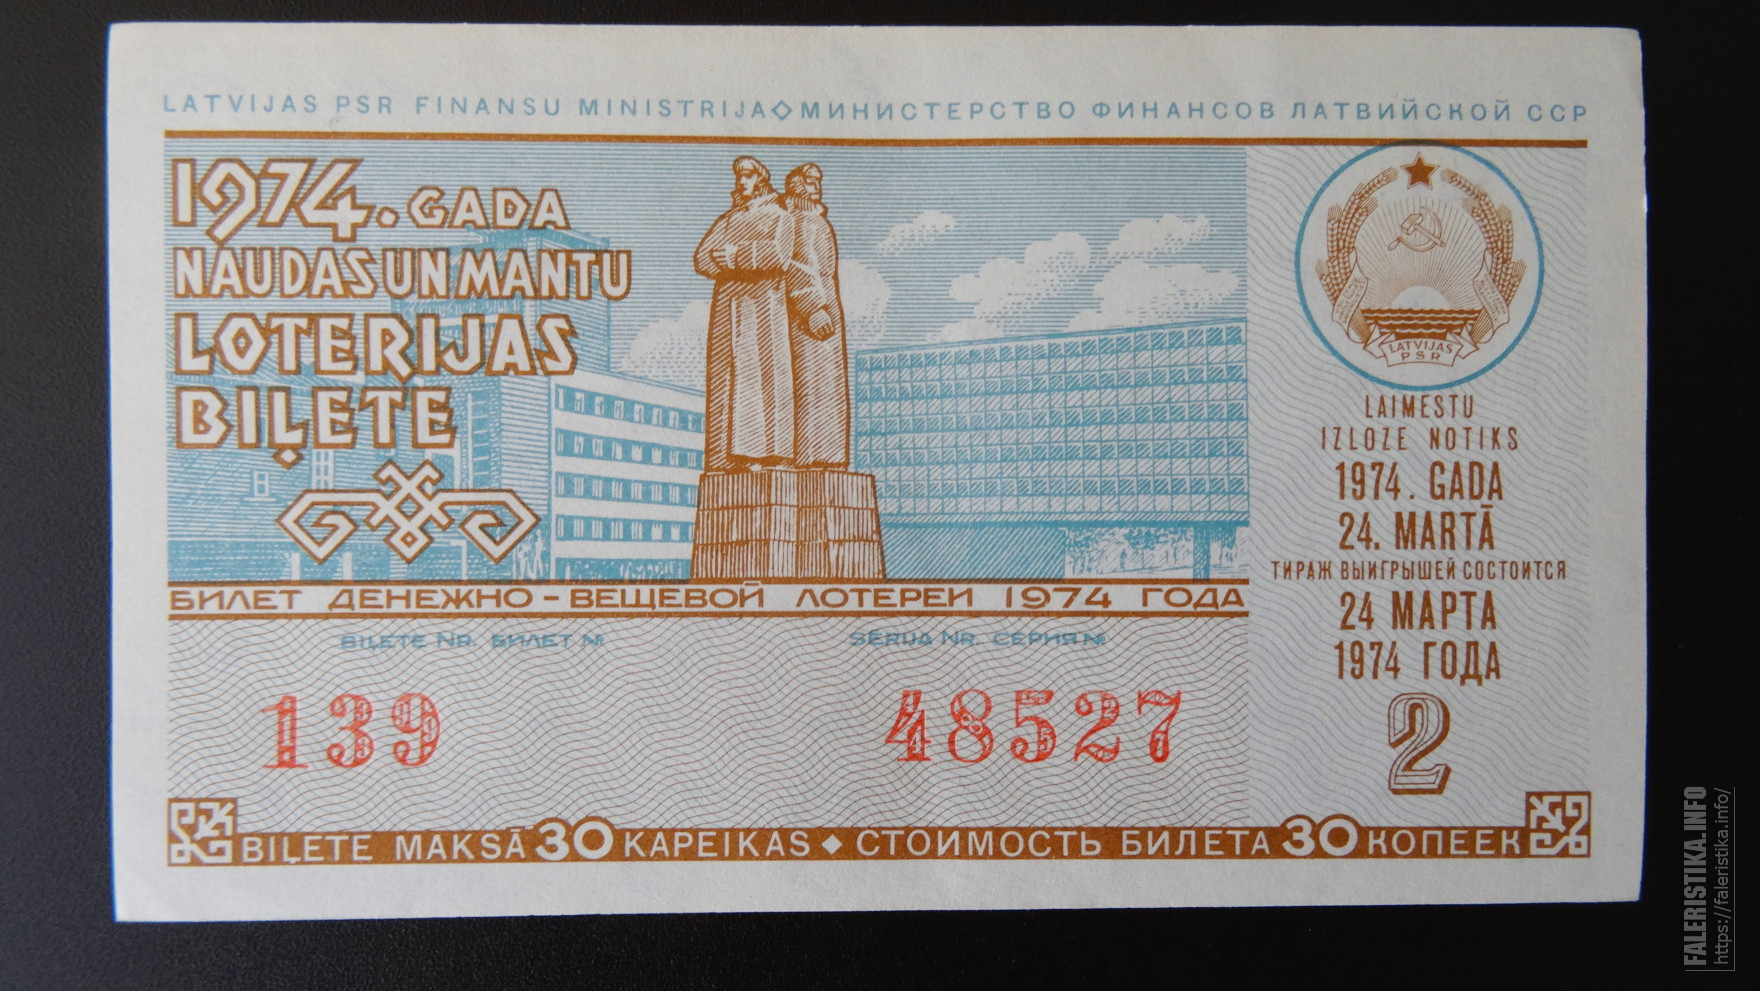 LATVIJAS PSR FINANSU MINISTRIJA◇МИНИСТЕРСТВО ФИНАНСОВ ЛАТВИЙСКОЙ ССР
1974. GADA
NAUDAS UN MANTU
LOTERIJAS
BIĻETE
БИЛЕТ ДЕНЕЖНО-ВЕЩЕВОЙ ЛОТЕРЕИ 1974 ГОДА
BIĻETE NR. БИЛЕТ №
SĒRIJA NR. СЕРИЯ №
139
48527
LATVIJAS
PSR
LAIMESTU
IZLOZE NOTIKS
1974. GADA
24. MARTĀ
ТИРАЖ ВЫИГРЫШЕЙ СОСТОИТСЯ
24 МАРТА
1974 ГОДА
2
BIĻETE MAKSĀ 30 KAPEIKAS ◆ СТОИМОСТЬ БИЛЕТА 30 КОПЕЕК
FALERISTIKA.INFO
https://faleristika.info/